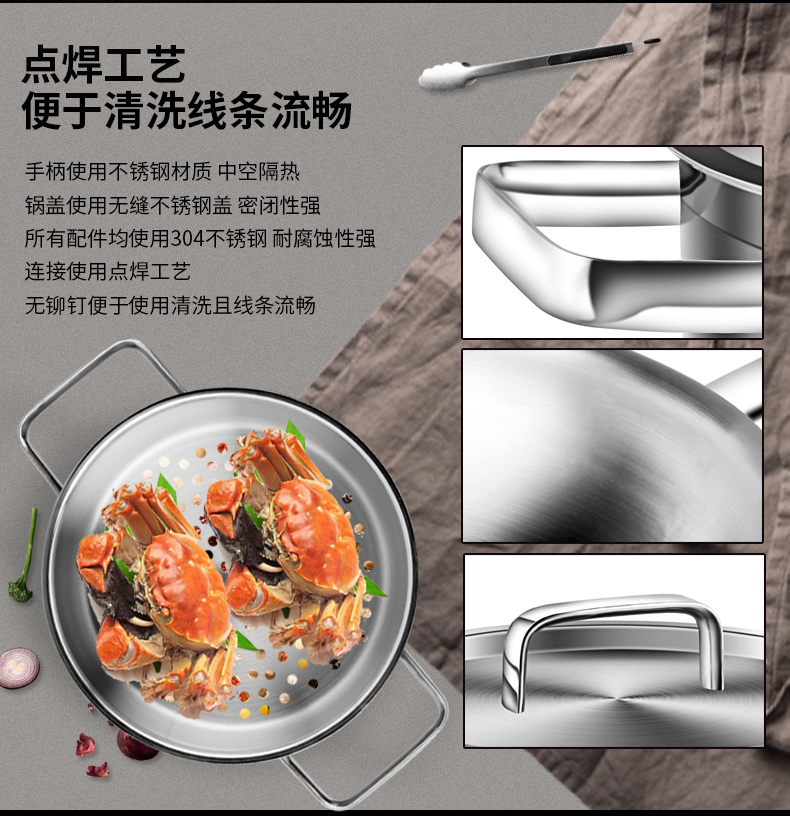 点焊工艺
便于清洗线条流畅
手柄使用不锈钢材质 中空隔热
锅盖使用无缝不锈钢盖 密闭性强
所有配件均使用304不锈钢 耐腐蚀性强
连接使用点焊工艺
无铆钉便于使用清洗且线条流畅